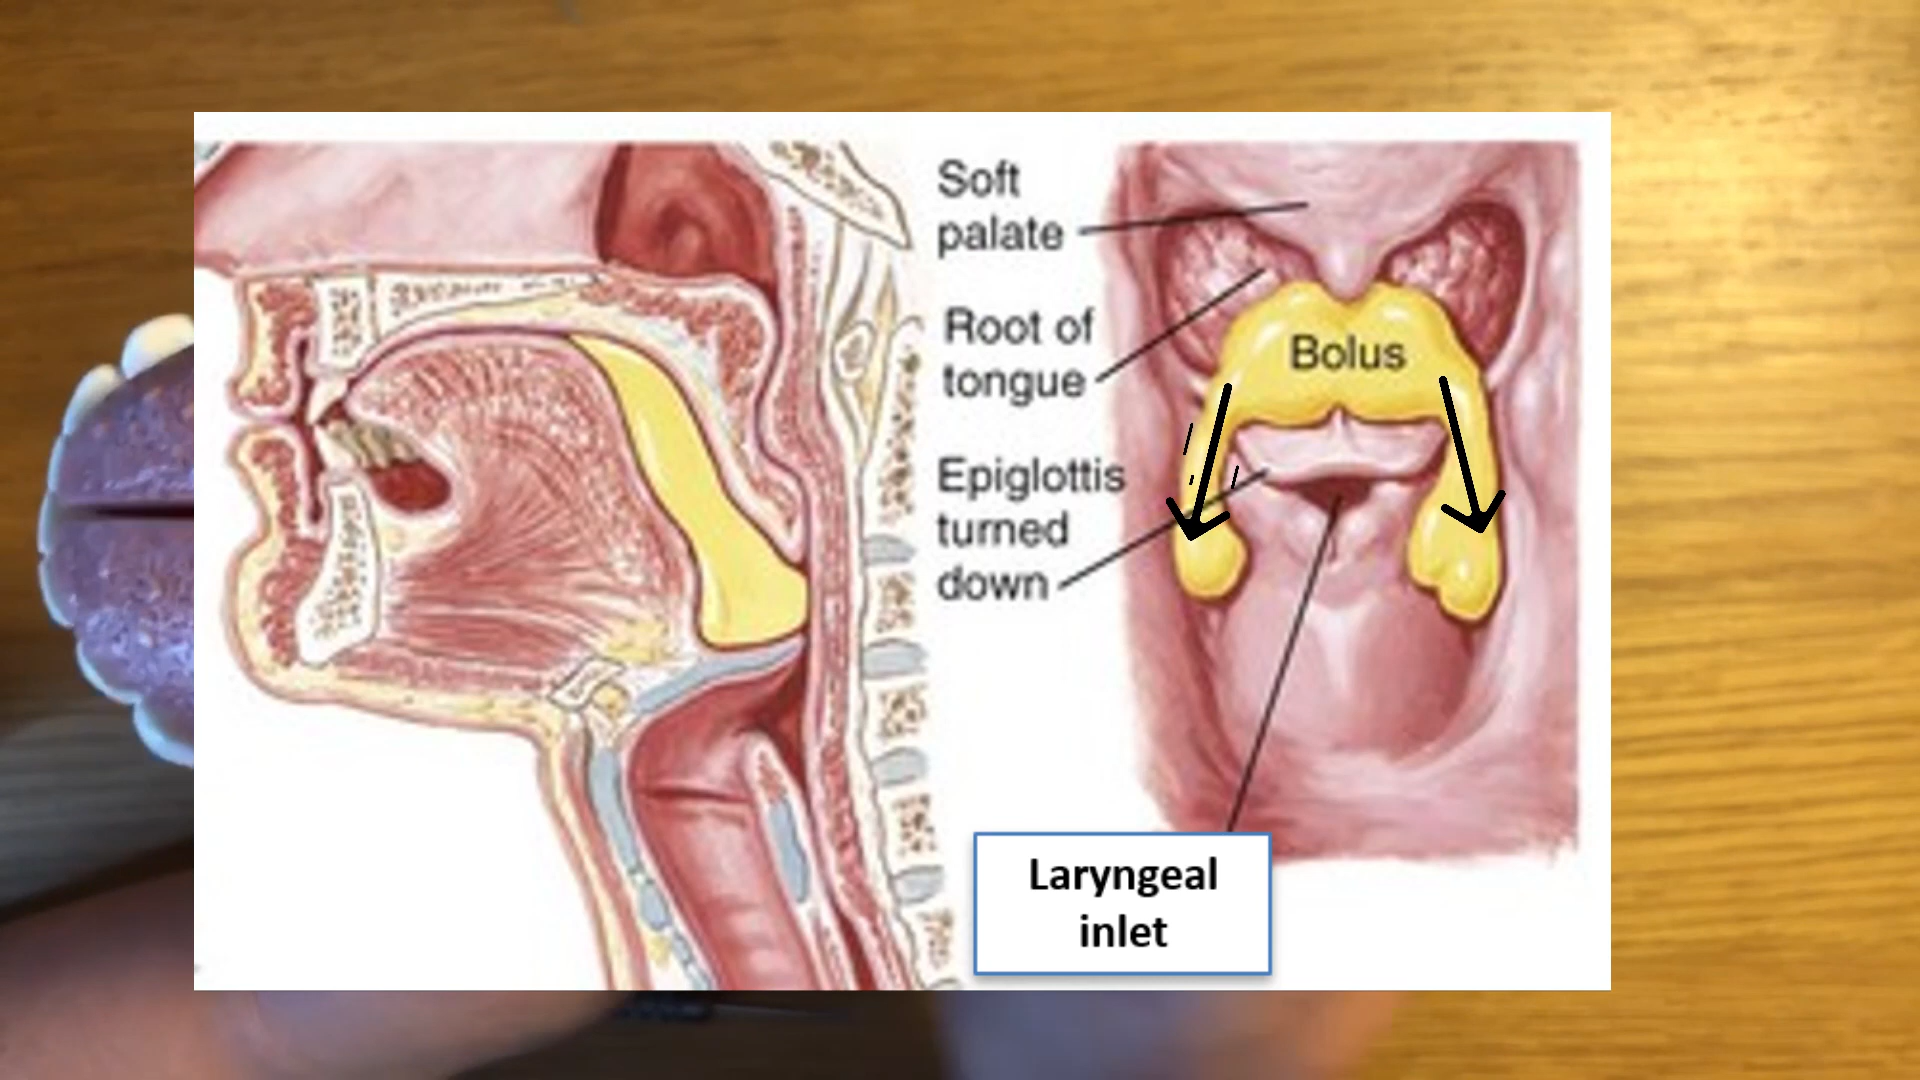 Soft
palate
Root of
tongue
Bolus
Epiglottis
turned
down
Laryngeal
inlet